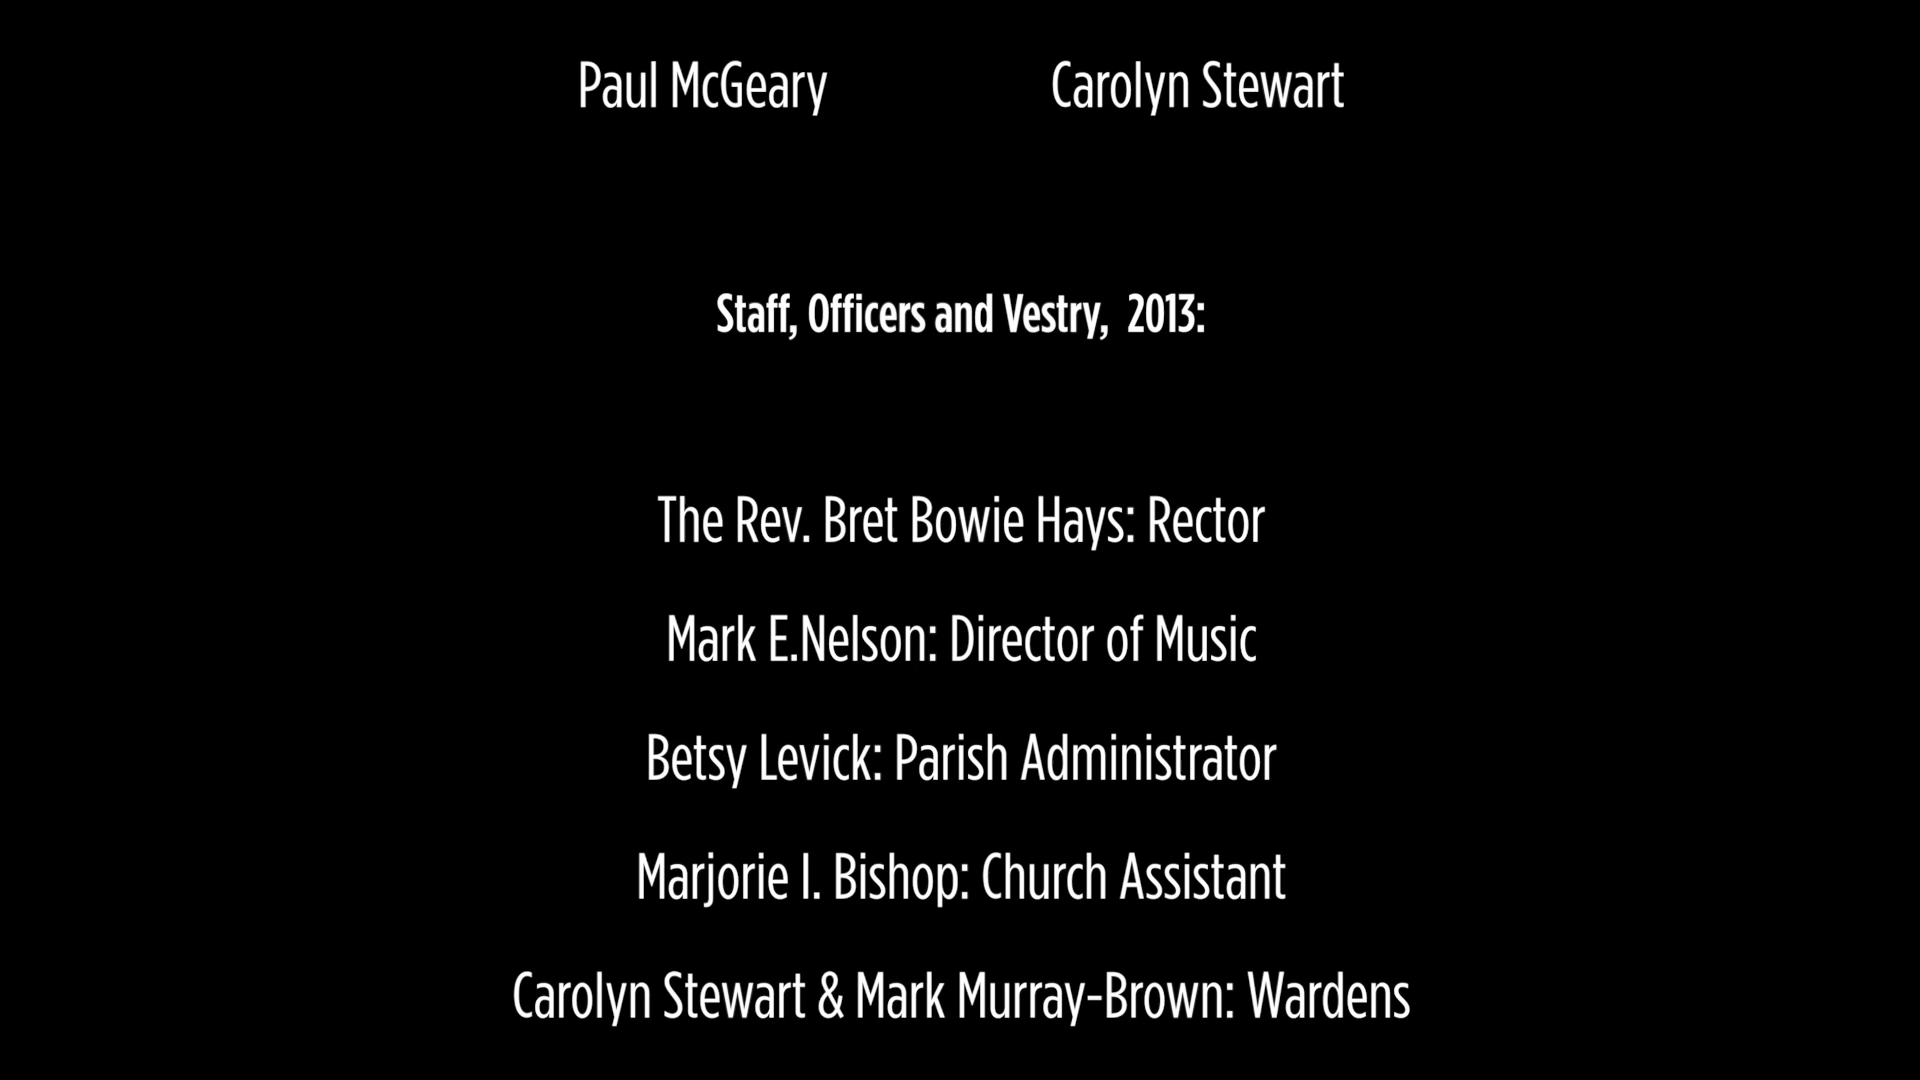 Paul McGeary Carolyn Stewart
Staff, Officers and Vestry, 2013:
The Rev. Bret Bowie Hays: Rector
Mark E.Nelson: Director of Music
Betsy Levick: Parish Administrator
Marjorie I. Bishop: Church Assistant
Carolyn Stewart & Mark Murray-Brown: Wardens